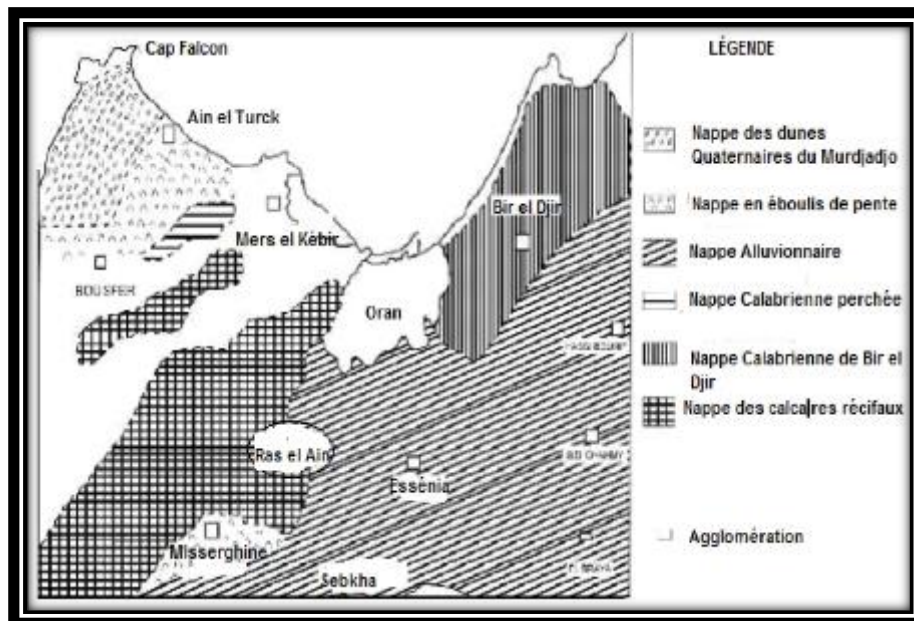 Cap Falcon
Ain el Turck
Mers el Kébir
BOUSFER
Bir el Djir
Oran
Ras el Ain
Essénia
Misserghine
Sebkha
LÉGENDE
Nappe des dunes
Quaternaires du Murdjadjo
Nappe en éboulis de pente
Nappe Alluvionnaire
Nappe Calabrienne perchée
Nappe Calabrienne de Bir el
Djir
Nappe des calcaires récifaux
Agglomération